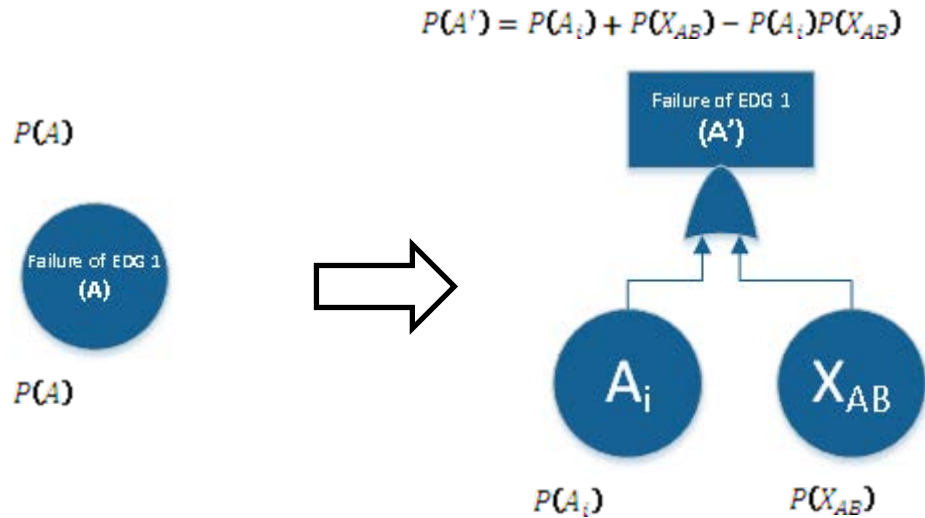 P(A') = P(A_i) + P(X_AB) − P(A_i)P(X_AB)
Failure of EDG 1
(A')
P(A)
Failure of EDG 1
(A)
P(A)
A_i
X_AB
P(A_i)
P(X_AB)